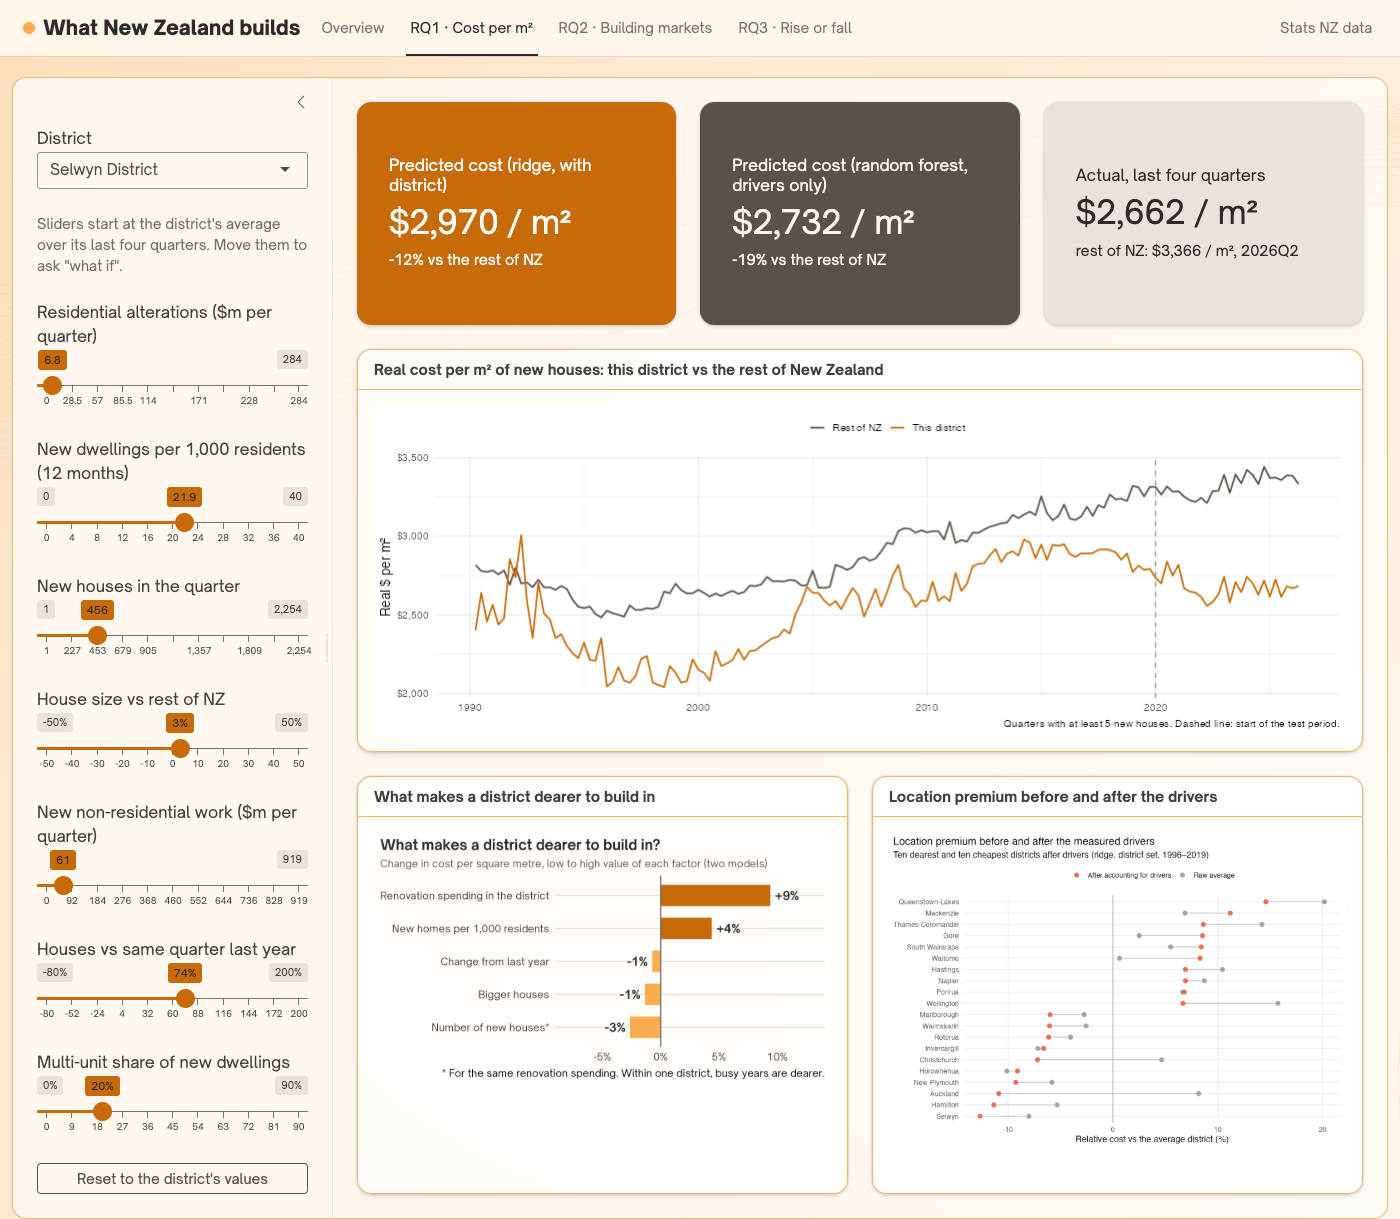 What New Zealand builds
Overview
RQ1 · Cost per m²
RQ2 · Building markets
RQ3 · Rise or fall
Stats NZ data
District
Selwyn District
Sliders start at the district's average
over its last four quarters. Move them to
ask "what if".
Residential alterations ($m per
quarter)
6.8 284
0 28.5 57 85.5 114 171 228 284
New dwellings per 1,000 residents
(12 months)
0 21.9 40
0 4 8 12 16 20 24 28 32 36 40
New houses in the quarter
1 456 2,254
1 227 453 679 905 1,357 1,809 2,254
House size vs rest of NZ
-50% 3% 50%
-50 -40 -30 -20 -10 0 10 20 30 40 50
New non-residential work ($m per
quarter)
61 919
0 92 184 276 368 460 552 644 736 828 919
Houses vs same quarter last year
-80% 74% 200%
-80 -52 -24 4 32 60 88 116 144 172 200
Multi-unit share of new dwellings
0% 20% 90%
0 9 18 27 36 45 54 63 72 81 90
Reset to the district's values
Predicted cost (ridge, with
district)
$2,970 / m²
-12% vs the rest of NZ
Predicted cost (random forest,
drivers only)
$2,732 / m²
-19% vs the rest of NZ
Actual, last four quarters
$2,662 / m²
rest of NZ: $3,366 / m², 2026Q2
Real cost per m² of new houses: this district vs the rest of New Zealand
Rest of NZ This district
Real $ per m²
$3,500
$3,000
$2,500
$2,000
1990 2000 2010 2020
Quarters with at least 5 new houses. Dashed line: start of the test period.
What makes a district dearer to build in
What makes a district dearer to build in?
Change in cost per square metre, low to high value of each factor (two models)
Renovation spending in the district +9%
New homes per 1,000 residents +4%
Change from last year -1%
Bigger houses -1%
Number of new houses* -3%
-5% 0% 5% 10%
* For the same renovation spending. Within one district, busy years are dearer.
Location premium before and after the drivers
Location premium before and after the measured drivers
Ten dearest and ten cheapest districts after drivers (ridge, district set, 1996–2019)
After accounting for drivers Raw average
Queenstown-Lakes
Mackenzie
Thames-Coromandel
Gore
South Wairarapa
Waitomo
Hastings
Napier
Porirua
Wellington
Marlborough
Waimakariri
Rotorua
Invercargill
Christchurch
Horowhenua
New Plymouth
Auckland
Hamilton
Selwyn
-10 0 10 20
Relative cost vs the average district (%)